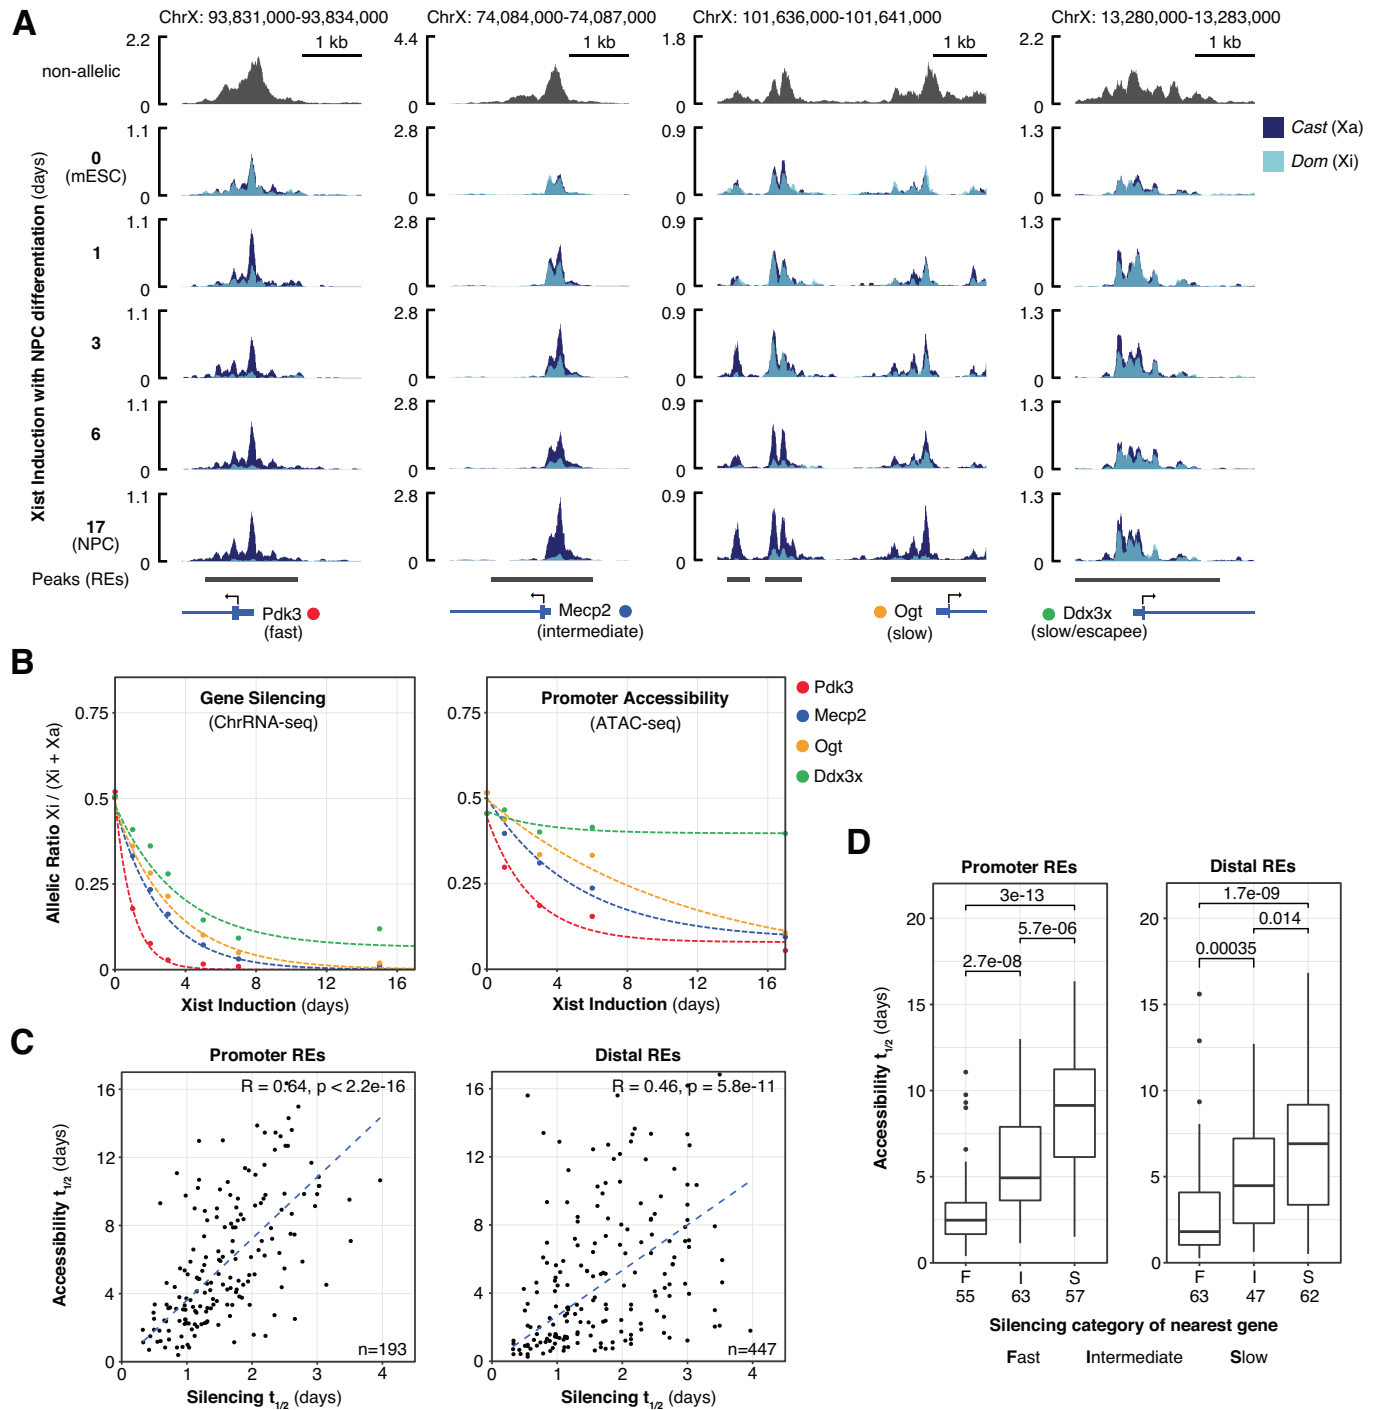 A
ChrX: 93,831,000-93,834,000
ChrX: 74,084,000-74,087,000
ChrX: 101,636,000-101,641,000
ChrX: 13,280,000-13,283,000
non-allelic
2.2
0
1 kb
4.4
0
1 kb
1.8
0
1 kb
2.2
0
1 kb
Cast (Xa)
Dom (Xi)
Xist Induction with NPC differentiation (days)
0
(mESC)
1.1
0
2.8
0
0.9
0
1.3
0
1
1.1
0
2.8
0
0.9
0
1.3
0
3
1.1
0
2.8
0
0.9
0
1.3
0
6
1.1
0
2.8
0
0.9
0
1.3
0
17
(NPC)
1.1
0
2.8
0
0.9
0
1.3
0
Peaks (REs)
Pdk3
(fast)
Mecp2
(intermediate)
Ogt
(slow)
Ddx3x
(slow/escapee)
B
Gene Silencing
(ChrRNA-seq)
Allelic Ratio Xi / (Xi + Xa)
0.75
0.5
0.25
0
0 4 8 12 16
Xist Induction (days)
Promoter Accessibility
(ATAC-seq)
0.75
0.5
0.25
0
0 4 8 12 16
Xist Induction (days)
Pdk3
Mecp2
Ogt
Ddx3x
C
Promoter REs
R = 0.64, p < 2.2e-16
Accessibility t1/2 (days)
16
12
8
4
0
n=193
0 1 2 3 4
Silencing t1/2 (days)
Distal REs
R = 0.46, p = 5.8e-11
16
12
8
4
0
n=447
0 1 2 3 4
Silencing t1/2 (days)
D
Promoter REs
3e-13
5.7e-06
2.7e-08
Accessibility t1/2 (days)
20
15
10
5
0
F I S
55 63 57
Distal REs
1.7e-09
0.014
0.00035
20
15
10
5
0
F I S
63 47 62
Silencing category of nearest gene
Fast Intermediate Slow